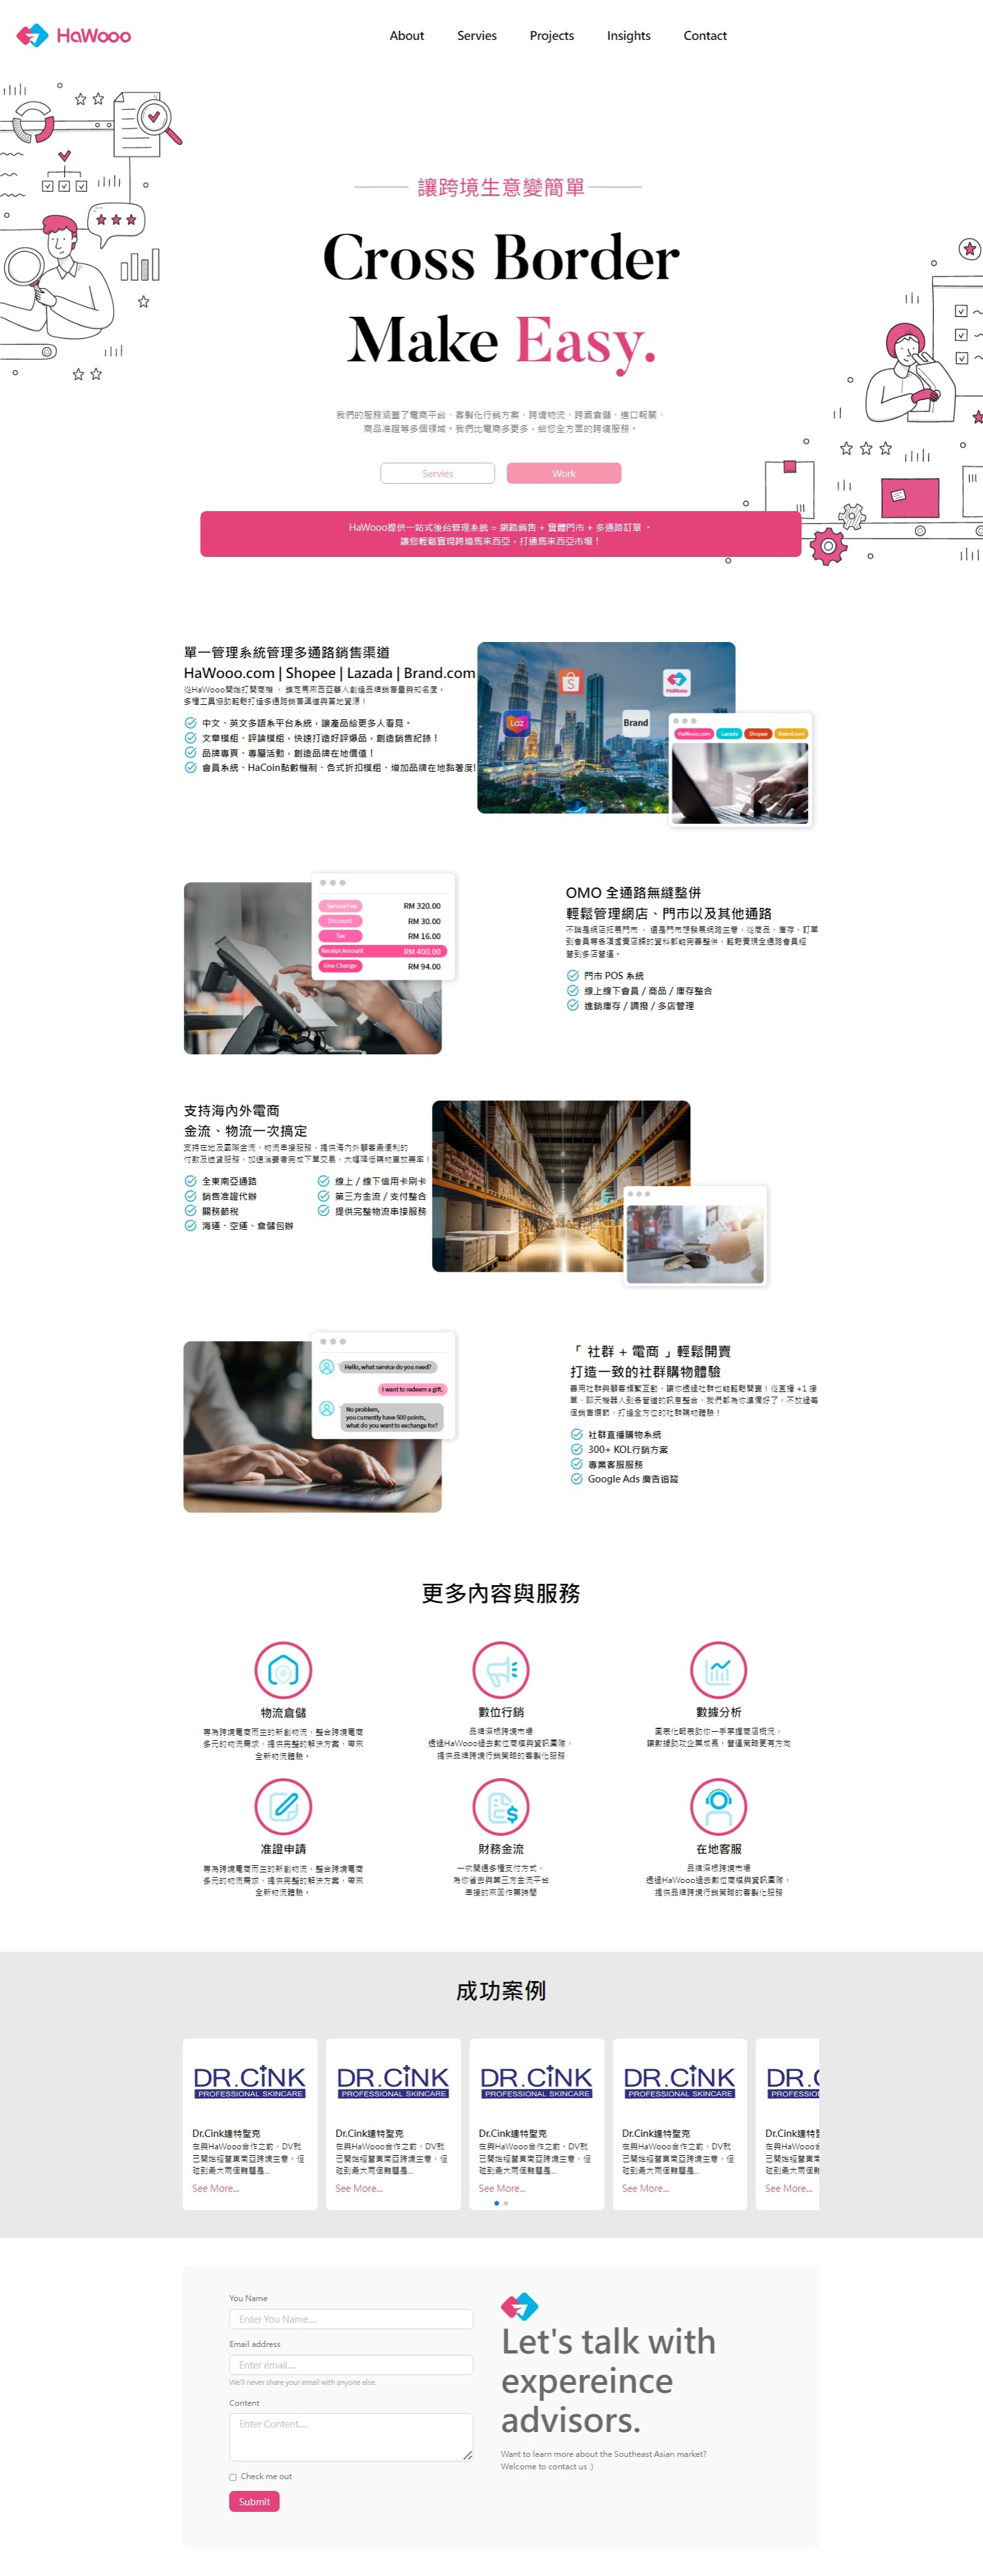 HaWooo
About
Servies
Projects
Insights
Contact
讓跨境生意變簡單
Cross Border
Make Easy.
我們的服務涵蓋了電商平台、客製化行銷方案、跨境物流、跨國倉儲、進口報關、
商品准證等多個領域。我們比電商多更多，給您全方面的跨境服務。
Servies
Work
HaWooo提供一站式後台管理系統 = 網路銷售 + 實體門市 + 多通路訂單 。
讓您輕鬆實現跨境馬來西亞，打通馬來西亞市場！
單一管理系統管理多通路銷售渠道
HaWooo.com | Shopee | Lazada | Brand.com
從HaWooo開始打開商機 ， 鎖定馬來西亞華人創造品牌銷售量與知名度，
多種工具協助輕鬆打造多通路銷售渠道與當地資源！
中文、英文多語系平台系統，讓產品給更多人看見。
文章模組、評論模組，快速打造好評爆品，創造銷售紀錄！
品牌專頁、專屬活動，創造品牌在地價值！
會員系統、HaCoin點數機制、各式折扣模組、增加品牌在地黏著度!
S
HaWooo
Laz
Brand
HaWooo.com
Lazada
Shopee
Brand.com
Service Fee RM 320.00
Discount RM 30.00
Tax RM 16.00
Receipt Amount RM 400.00
Give Change RM 94.00
OMO 全通路無縫整併
輕鬆管理網店、門市以及其他通路
不論是網店拓展門市 ， 還是門市想發展網路生意，從商品、庫存、訂單
到會員等各項虛實店鋪的資料都能完善整併，輕鬆實現全通路會員經
營到多店營運。
門市 POS 系統
線上線下會員 / 商品 / 庫存整合
進銷庫存 / 調撥 / 多店管理
支持海內外電商
金流、物流一次搞定
支持在地及國際金流、物流串接服務，提供海內外顧客最便利的
付款及送貨服務，加速消費者完成下單交易，大幅降低購物車放棄率！
全東南亞通路
銷售准證代辦
關務節稅
海運、空運、倉儲包辦
線上 / 線下信用卡刷卡
第三方金流 / 支付整合
提供完整物流串接服務
Hello, what service do you need?
I want to redeem a gift.
No problem,
you currently have 500 points,
what do you want to exchange for?
「 社群 + 電商 」輕鬆開賣
打造一致的社群購物體驗
善用社群與顧客頻繁互動，讓你透過社群也能輕鬆開賣！從直播 +1 接
單、聊天機器人到各管道的訊息整合，我們都為你準備好了，不放過每
個銷售環節，打造全方位的社群購物體驗！
社群直播購物系統
300+ KOL行銷方案
專業客服服務
Google Ads 廣告追蹤
更多內容與服務
物流倉儲
專為跨境電商而生的新創物流，整合跨境電商
多元的物流需求，提供完整的解決方案，帶來
全新物流體驗。
數位行銷
品牌深根跨境市場
透過HaWooo過去數位商模與資訊團隊，
提供品牌跨境行銷策略的客製化服務
數據分析
圖表化報表助你一手掌握商店概況，
讓數據助攻企業成長，營運策略更有方向
准證申請
專為跨境電商而生的新創物流，整合跨境電商
多元的物流需求，提供完整的解決方案，帶來
全新物流體驗。
財務金流
一次開通多種支付方式，
為你省去與第三方金流平台
串接的來回作業時間
在地客服
品牌深根跨境市場
透過HaWooo過去數位商模與資訊團隊，
提供品牌跨境行銷策略的客製化服務
成功案例
DR.CiNK
PROFESSIONAL SKINCARE
Dr.Cink達特聖克
在與HaWooo合作之前，DV就
已開始經營東南亞跨境生意，但
碰到最大兩個難題是...
See More...
DR.CiNK
PROFESSIONAL SKINCARE
Dr.Cink達特聖克
在與HaWooo合作之前，DV就
已開始經營東南亞跨境生意，但
碰到最大兩個難題是...
See More...
DR.CiNK
PROFESSIONAL SKINCARE
Dr.Cink達特聖克
在與HaWooo合作之前，DV就
已開始經營東南亞跨境生意，但
碰到最大兩個難題是...
See More...
DR.CiNK
PROFESSIONAL SKINCARE
Dr.Cink達特聖克
在與HaWooo合作之前，DV就
已開始經營東南亞跨境生意，但
碰到最大兩個難題是...
See More...
DR.
PROFESSION
Dr.Cink達特
在與HaWooo
已開始經營東
碰到最大兩個難
See More...
You Name
Enter You Name....
Email address
Enter email....
We'll never share your email with anyone else.
Content
Enter Content....
Check me out
Submit
Let's talk with
expereince
advisors.
Want to learn more about the Southeast Asian market?
Welcome to contact us :)